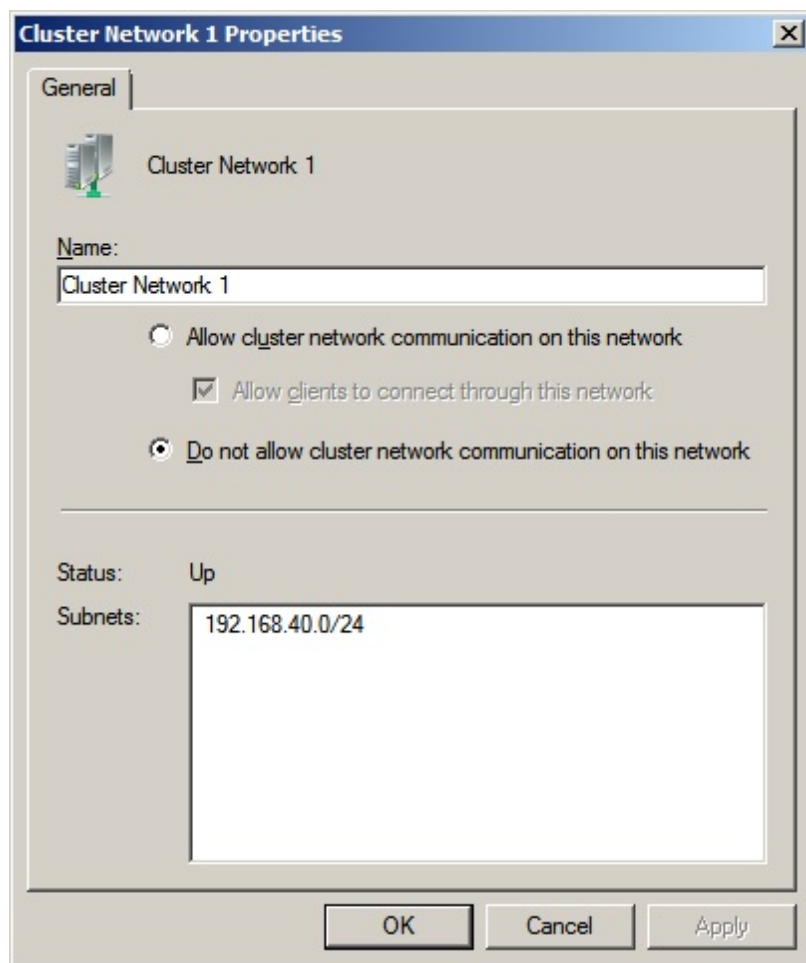 Cluster Network 1 Properties
General
Cluster Network 1
Name:
Cluster Network 1
Allow cluster network communication on this network
Allow clients to connect through this network
Do not allow cluster network communication on this network
Status: Up
Subnets: 192.168.40.0/24
OK Cancel Apply